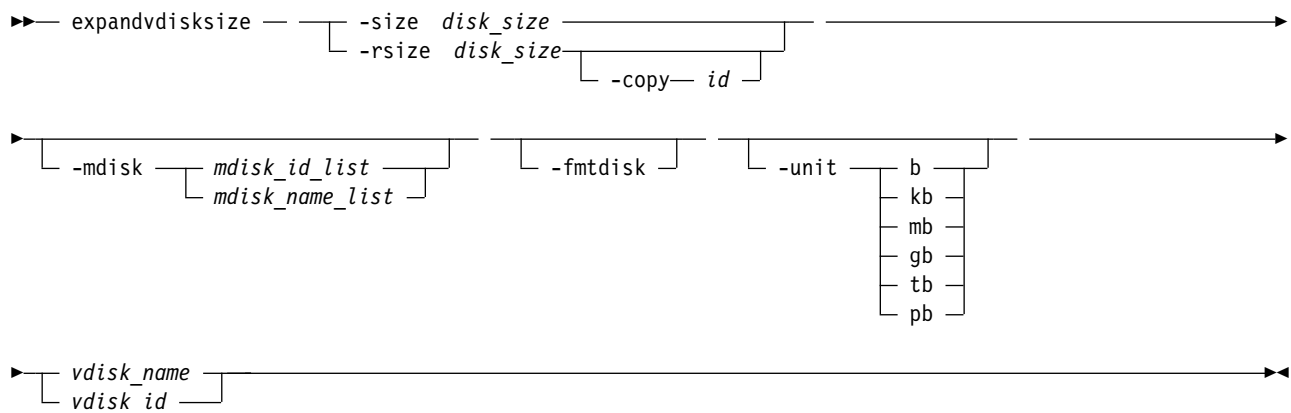 expandvdisksize -size disk_size
-rsize disk_size
-copy id
-mdisk mdisk_id_list -fmtdisk -unit b
mdisk_name_list kb
mb
gb
tb
pb
vdisk_name
vdisk_id